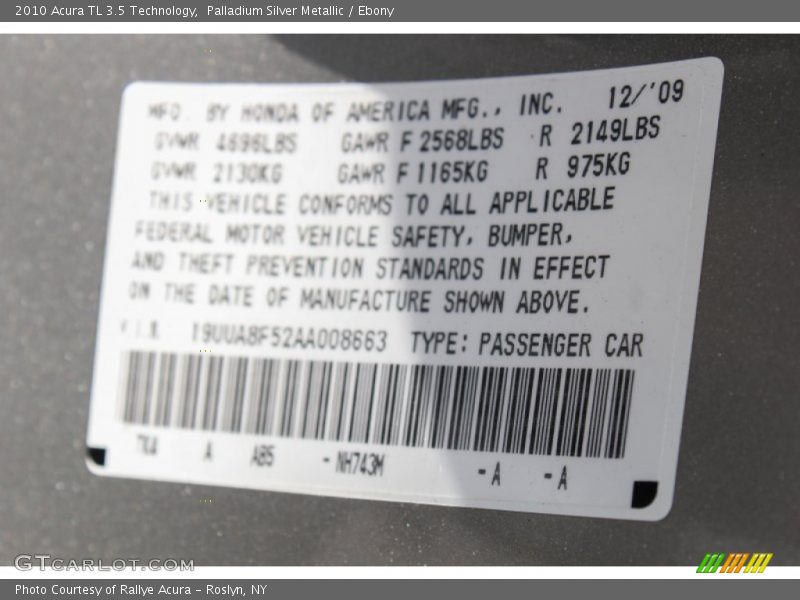 2010 Acura TL 3.5 Technology,  Palladium Silver Metallic / Ebony
MFD. BY HONDA OF AMERICA MFG., INC. 12/'09
GVWR 4696LBS GAWR F 2568LBS R 2149LBS
GVWR 2130KG GAWR F 1165KG R 975KG
THIS VEHICLE CONFORMS TO ALL APPLICABLE
FEDERAL MOTOR VEHICLE SAFETY, BUMPER,
AND THEFT PREVENTION STANDARDS IN EFFECT
ON THE DATE OF MANUFACTURE SHOWN ABOVE.
V.I.N. 19UUA8F52AA008663 TYPE: PASSENGER CAR
TK4 A AB5 - NH743M - A - A
GTCARLOT.COM
Photo Courtesy of Rallye Acura – Roslyn, NY